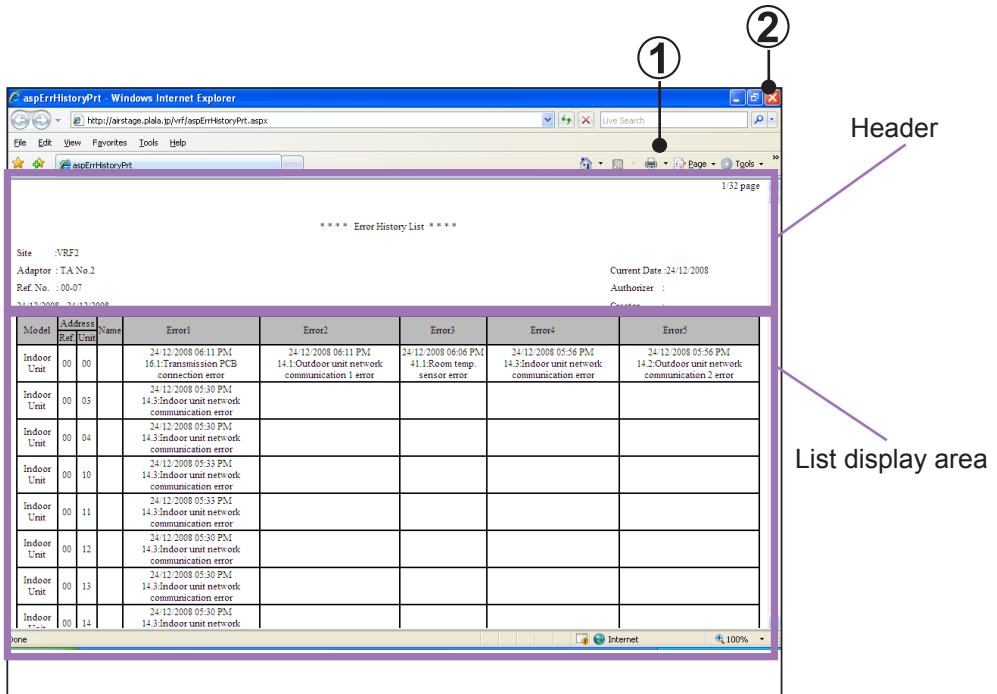 2
1
aspErrHistoryPrt - Windows Internet Explorer
http://airstage.plala.jp/vrf/aspErrHistoryPrt.aspx
Live Search
File Edit View Favorites Tools Help
aspErrHistoryPrt
Page Tools »
Header
1/32 page
* * * * Error History List * * * *
Site :VRF2
Adaptor : TA No.2
Current Date :24/12/2008
Ref. No. : 00-07
Authorizer :
24/12/2008 - 24/12/2008
Creator :
Model Address Name Error1 Error2 Error3 Error4 Error5
Ref. Unit
Indoor Unit 00 00
24/12/2008 06:11 PM
16.1:Transmission PCB
connection error
24/12/2008 06:11 PM
14.1:Outdoor unit network
communication 1 error
24/12/2008 06:06 PM
41.1:Room temp.
sensor error
24/12/2008 05:56 PM
14.3:Indoor unit network
communication error
24/12/2008 05:56 PM
14.2:Outdoor unit network
communication 2 error
Indoor Unit 00 03
24/12/2008 05:30 PM
14.3:Indoor unit network
communication error
Indoor Unit 00 04
24/12/2008 05:30 PM
14.3:Indoor unit network
communication error
Indoor Unit 00 10
24/12/2008 05:33 PM
14.3:Indoor unit network
communication error
Indoor Unit 00 11
24/12/2008 05:33 PM
14.3:Indoor unit network
communication error
Indoor Unit 00 12
24/12/2008 05:30 PM
14.3:Indoor unit network
communication error
Indoor Unit 00 13
24/12/2008 05:30 PM
14.3:Indoor unit network
communication error
Indoor Unit 00 14
24/12/2008 05:30 PM
14.3:Indoor unit network
List display area
Done
Internet
100%